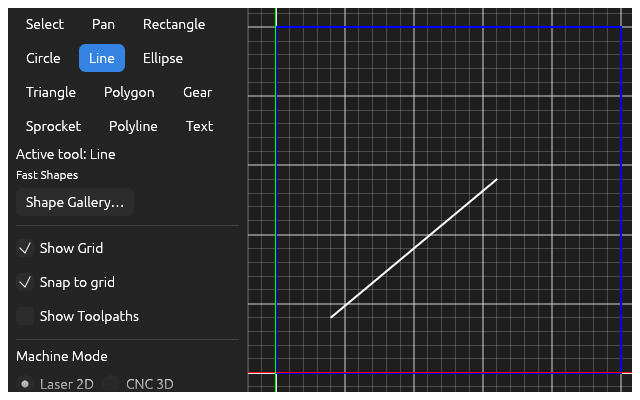 Select Pan Rectangle
Circle Line Ellipse
Triangle Polygon Gear
Sprocket Polyline Text
Active tool: Line
Fast Shapes
Shape Gallery...
Show Grid
Snap to grid
Show Toolpaths
Machine Mode
Laser 2D CNC 3D